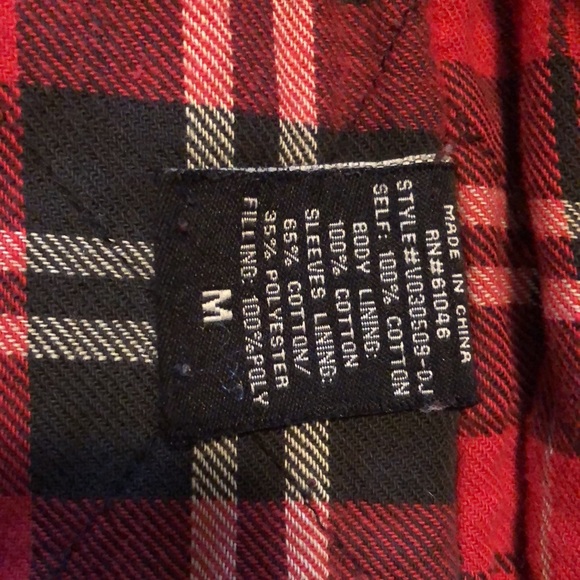 MADE IN CHINA
RN#61046
STYLE#V030509-DJ
SELF: 100% COTTON
BODY LINING:
100% COTTON
SLEEVES LINING:
65% COTTON/
35% POLYESTER
FILLING: 100%POLY
M